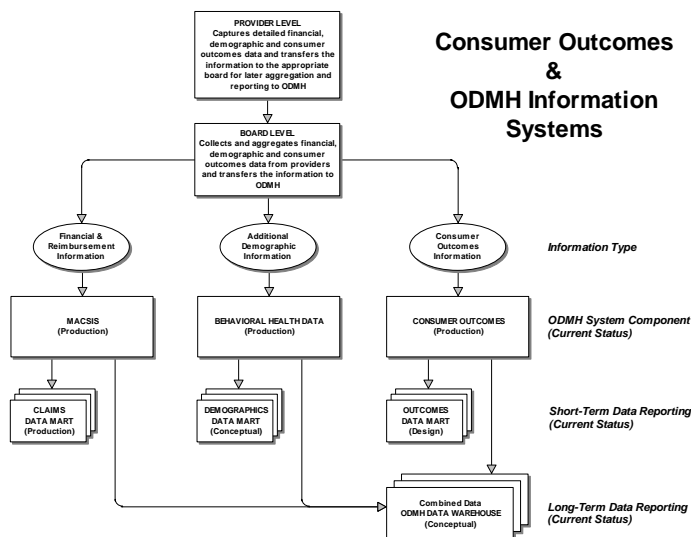 PROVIDER LEVEL
Captures detailed financial,
demographic and consumer
outcomes data and transfers the
information to the appropriate
board for later aggregation and
reporting to ODMH
Consumer Outcomes
&
ODMH Information
Systems
BOARD LEVEL
Collects and aggregates financial,
demographic and consumer
outcomes data from providers
and transfers the information to
ODMH
Financial &
Reimbursement
Information
Additional
Demographic
Information
Consumer
Outcomes
Information
Information Type
MACSIS
(Production)
BEHAVIORAL HEALTH DATA
(Production)
CONSUMER OUTCOMES
(Production)
ODMH System Component
(Current Status)
CLAIMS
DATA MART
(Production)
DEMOGRAPHICS
DATA MART
(Conceptual)
OUTCOMES
DATA MART
(Design)
Short-Term Data Reporting
(Current Status)
Combined Data
ODMH DATA WAREHOUSE
(Conceptual)
Long-Term Data Reporting
(Current Status)